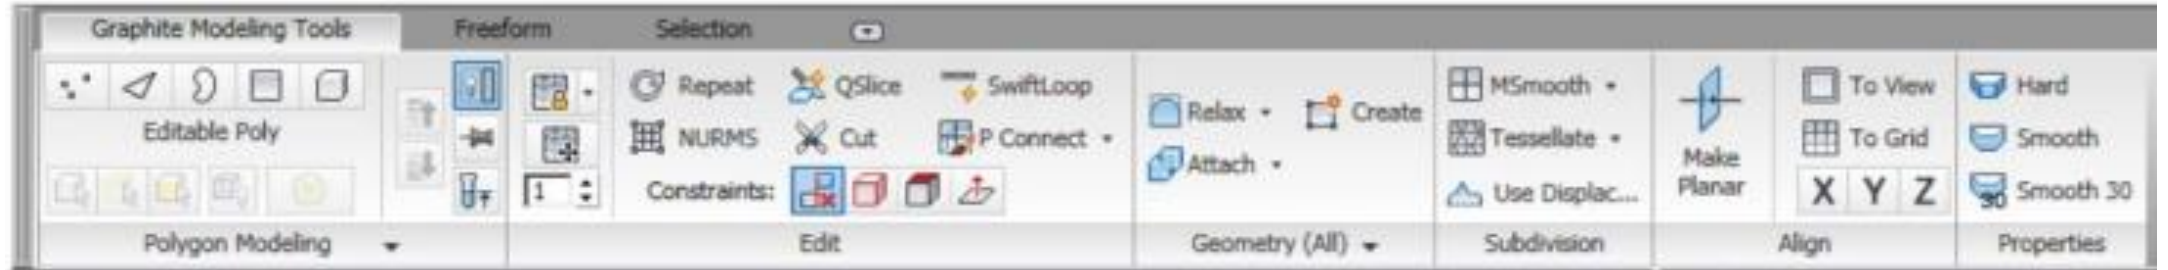 Graphite Modeling Tools Freeform Selection
Repeat QSlice SwiftLoop MSmooth To View Hard
Relax Create
Editable Poly NURMS Cut P Connect Tessellate To Grid Smooth
Make
Attach
Planar
1 Constraints: Use Displac... X Y Z 30 Smooth 30
Polygon Modeling Edit Geometry (All) Subdivision Align Properties